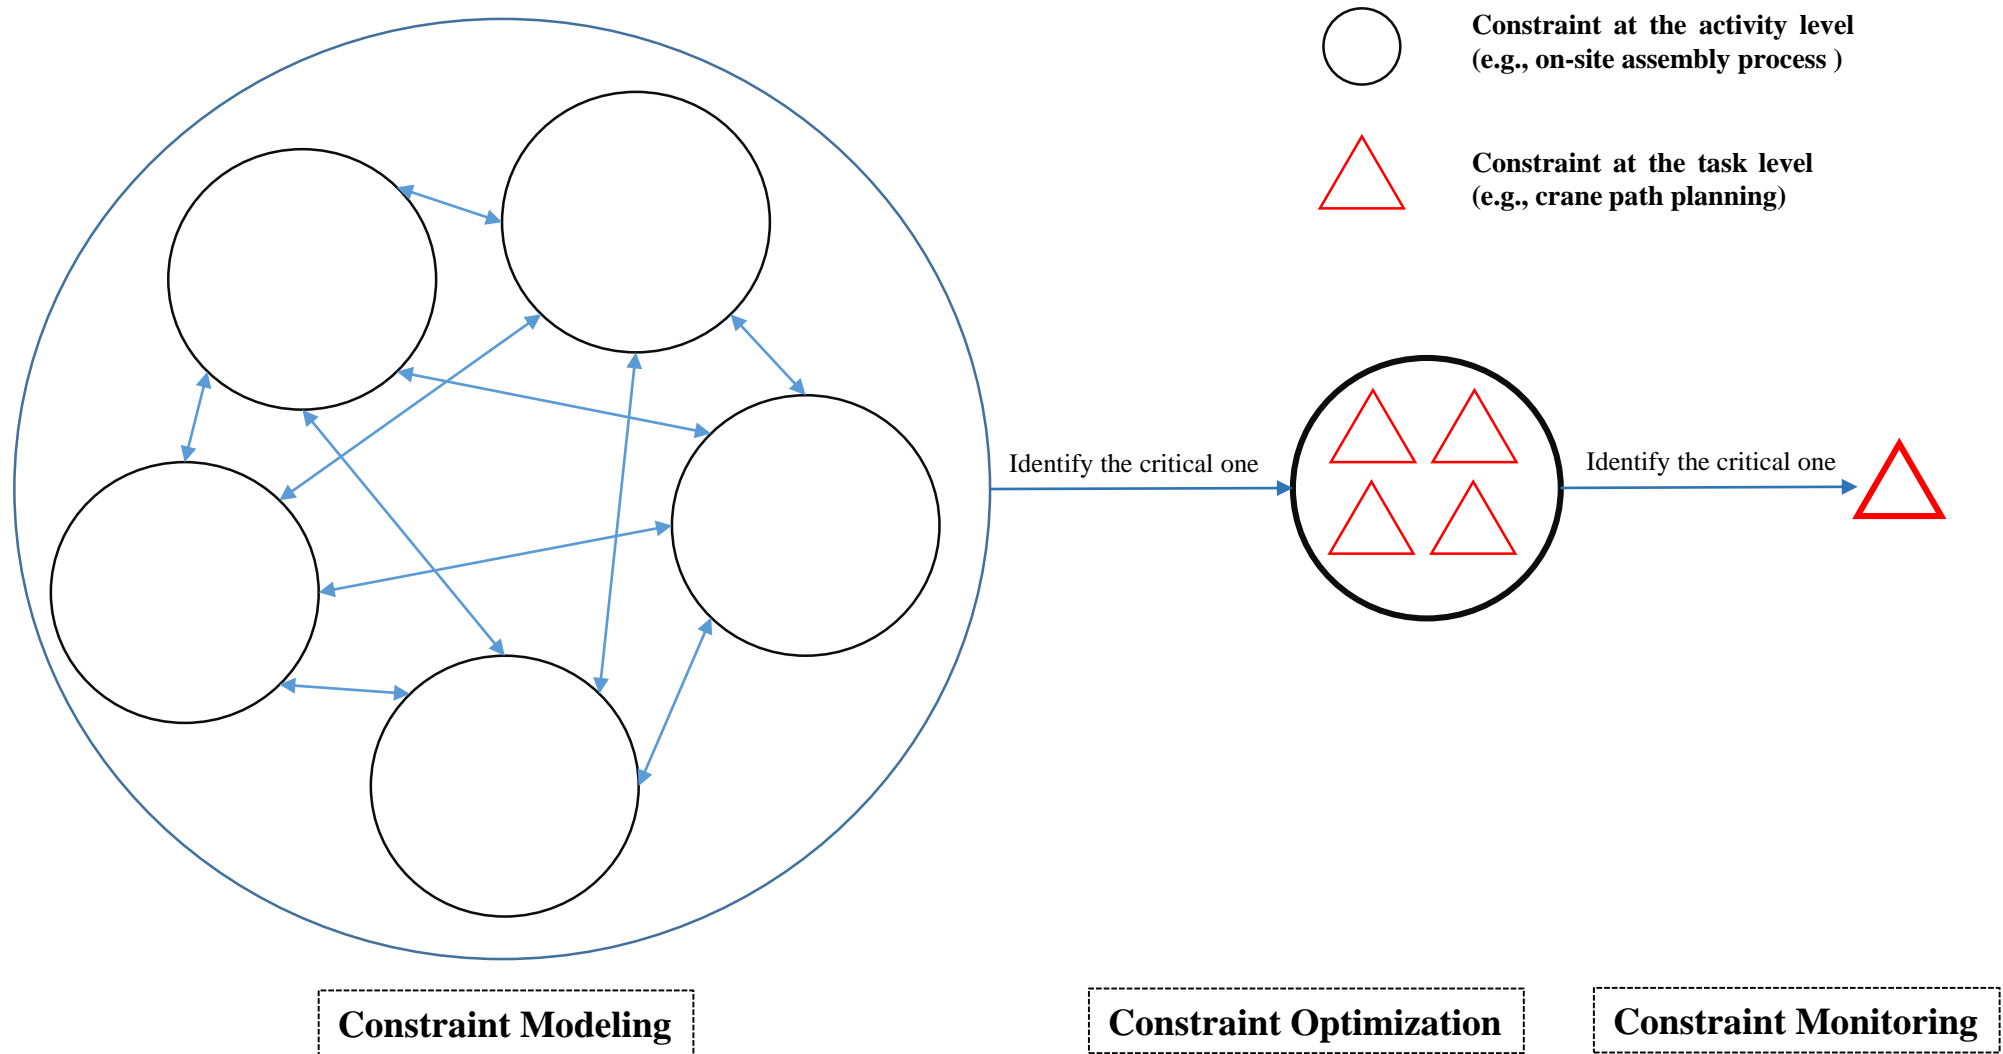 Constraint at the activity level
(e.g., on-site assembly process )
Constraint at the task level
(e.g., crane path planning)
Identify the critical one
Identify the critical one
Constraint Modeling
Constraint Optimization
Constraint Monitoring